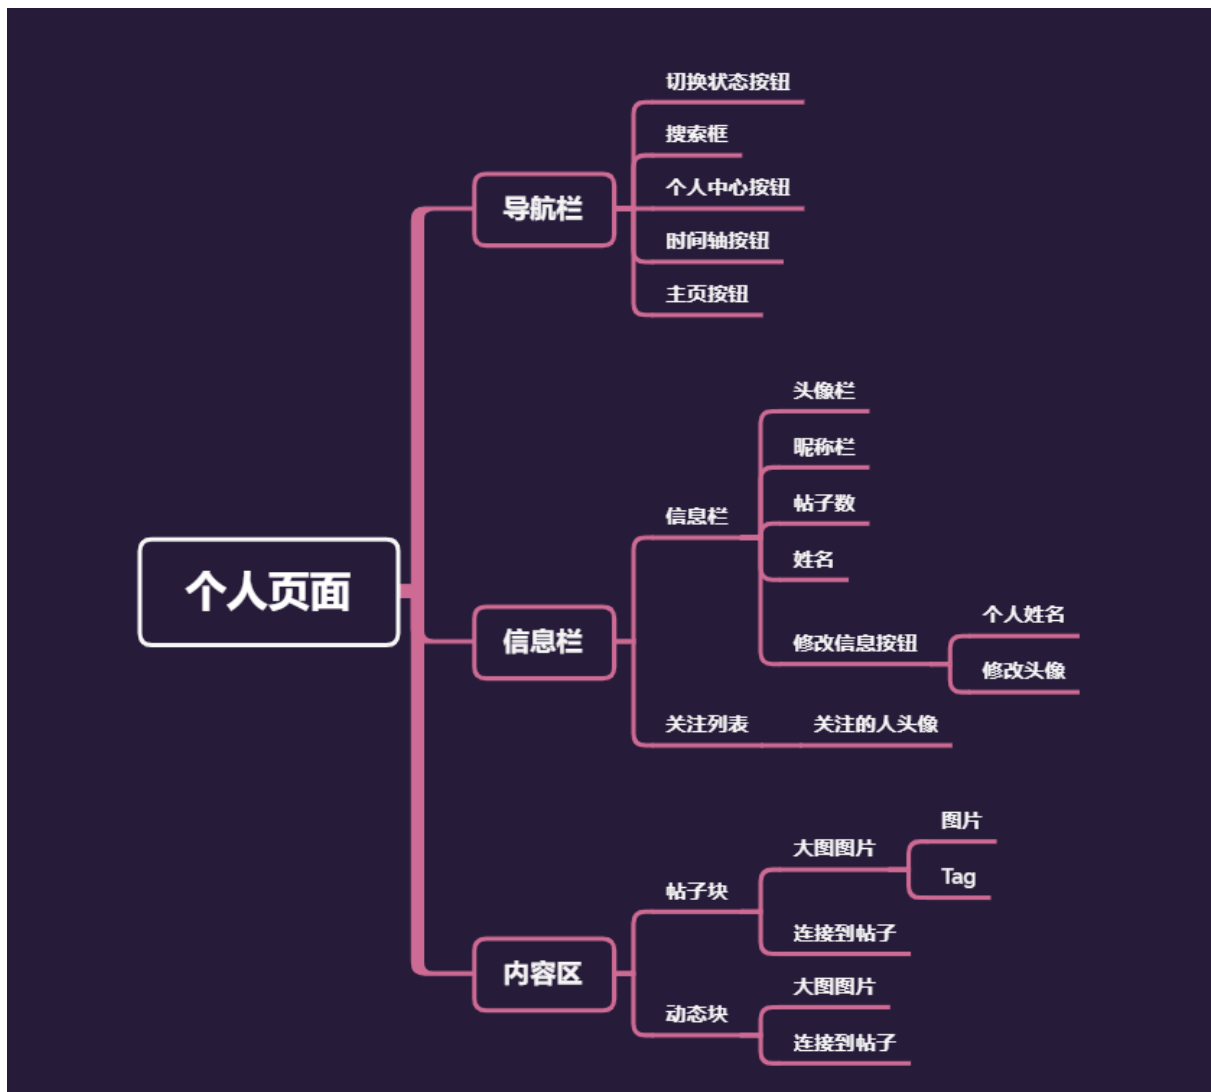 个人页面
导航栏
切换状态按钮
搜索框
个人中心按钮
时间轴按钮
主页按钮
信息栏
信息栏
头像栏
昵称栏
帖子数
姓名
修改信息按钮
个人姓名
修改头像
关注列表
关注的人头像
内容区
帖子块
大图图片
图片
Tag
连接到帖子
动态块
大图图片
连接到帖子